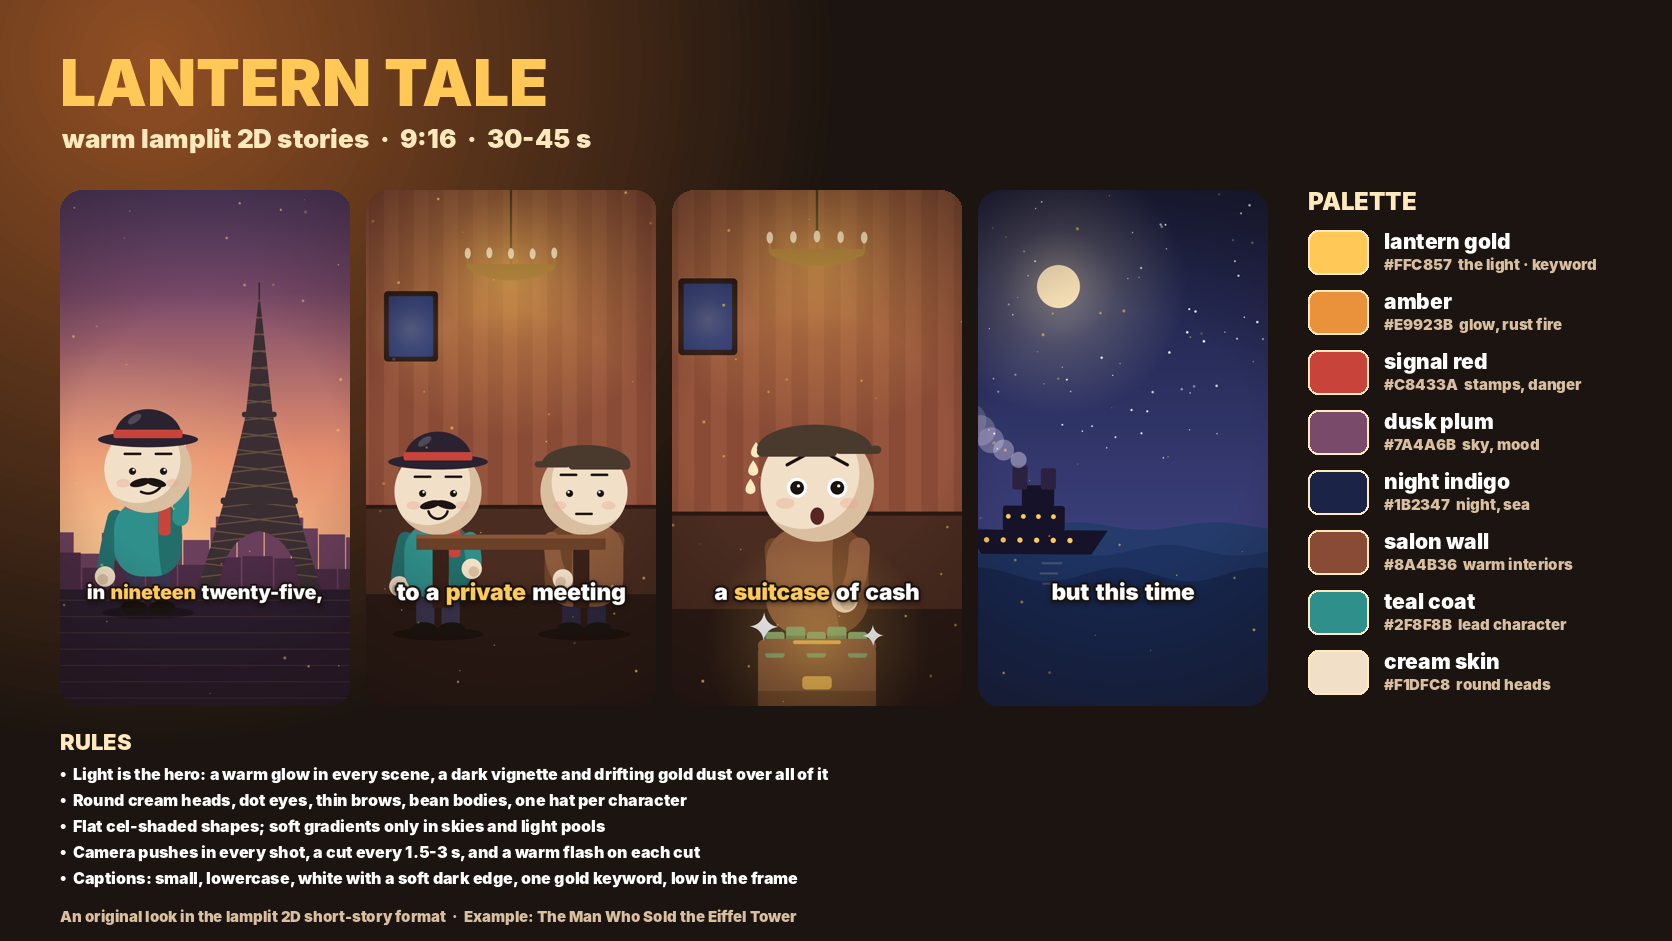 LANTERN TALE
warm lamplit 2D stories · 9:16 · 30-45 s
in nineteen twenty-five,
to a private meeting
a suitcase of cash
but this time
PALETTE
lantern gold
#FFC857 the light · keyword
amber
#E9923B glow, rust fire
signal red
#C8433A stamps, danger
dusk plum
#7A4A6B sky, mood
night indigo
#1B2347 night, sea
salon wall
#8A4B36 warm interiors
teal coat
#2F8F8B lead character
cream skin
#F1DFC8 round heads
RULES
• Light is the hero: a warm glow in every scene, a dark vignette and drifting gold dust over all of it
• Round cream heads, dot eyes, thin brows, bean bodies, one hat per character
• Flat cel-shaded shapes; soft gradients only in skies and light pools
• Camera pushes in every shot, a cut every 1.5-3 s, and a warm flash on each cut
• Captions: small, lowercase, white with a soft dark edge, one gold keyword, low in the frame
An original look in the lamplit 2D short-story format · Example: The Man Who Sold the Eiffel Tower